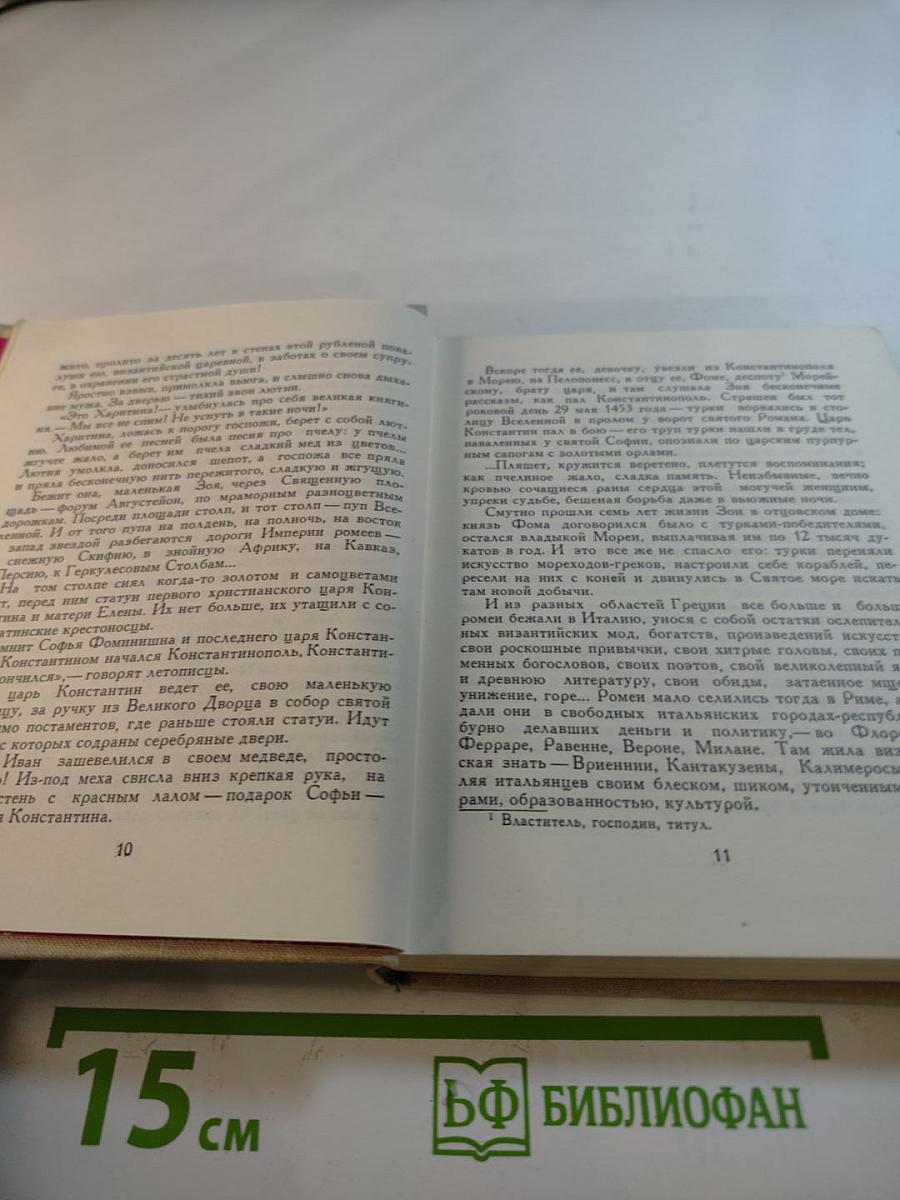 жито, пролито за десять лет в стенах этой рубленой пова-
луши ею, византийской царевной, в заботах о своем супру-
ге, в охранении его страстной души!
Яростно взвыв, примолкла вьюга, и слышно снова дыха-
ние мужа. За дверью — тихий звон лютни.
«Это Харитина! — улыбнулась про себя великая княги-
ня. — Мы все не спим! Не уснуть в такие ночи!»
Харитина, ложась к порогу госпожи, берет с собой лют-
ню. Любимой ее песней была песня про пчелу: у пчелы
жгучее жало, а берет им пчела сладкий мед из цветов...
Лютня умолкла, доносился шепот, а госпожа все пряла
и пряла бесконечную нить пережитого, сладкую и жгущую.
Бежит она, маленькая Зоя, через Священную пло-
щадь — форум Августейон, по мраморным разноцветным
дорожкам. Посреди площади столп, и тот столп — пуп Все-
ленной. И от того пупа на полдень, на полночь, на восток
запад звездой разбегаются дороги Империи ромеев —
снежную Скифию, в знойную Африку, на Кавказ,
Персию, к Геркулесовым Столбам...
На том столпе сиял когда-то золотом и самоцветами
т, перед ним статуи первого христианского царя Кон-
тина и матери Елены. Их нет больше, их утащили с со-
атинские крестоносцы.
мнит Софья Фоминишна и последнего царя Констан-
Константином начался Константинополь, Константи-
ончился», — говорят летописцы.
царь Константин ведет ее, свою маленькую
цу, за ручку из Великого Дворца в собор святой
мо постаментов, где раньше стояли статуи. Идут
с которых содраны серебряные двери.
Иван зашевелился в своем медведе, просто-
! Из-под меха свисла вниз крепкая рука, на
стень с красным лалом — подарок Софьи —
я Константина.
10
Вскоре тогда ее, девочку, увезли из Константинополя
в Морею, на Пелопонесс, к отцу ее, Фоме, деспоту¹ Морей-
скому, брату царя, и там слушала Зоя бесконечные
рассказы, как пал Константинополь. Страшен был тот
роковой день 29 мая 1453 года — турки ворвались в сто-
лицу Вселенной в пролом у ворот святого Романа. Царь
Константин пал в бою — его труп турки нашли в груде тел,
наваленных у святой Софии, опознали по царским пурпур-
ным сапогам с золотыми орлами.
...Пляшет, кружится веретено, плетутся воспоминания;
как пчелиное жало, сладка память. Неизбывные, вечно
кровью сочащиеся раны сердца этой могучей женщины,
упреки судьбе, бешеная борьба даже в вьюжные ночи.
Смутно прошли семь лет жизни Зои в отцовском доме:
князь Фома договорился было с турками-победителями,
остался владыкой Мореи, выплачивая им по 12 тысяч ду-
катов в год. И это все же не спасло его: турки переняли
искусство мореходов-греков, настроили себе кораблей, пе-
ресели на них с коней и двинулись в Святое море искать
там новой добычи.
И из разных областей Греции все больше и больш
ромеи бежали в Италию, унося с собой остатки ослепител
ных византийских мод, богатств, произведений искусст
свои роскошные привычки, свои хитрые головы, своих п
менных богословов, своих поэтов, свой великолепный я
и древнюю литературу, свои обиды, затаенное мще
унижение, горе... Ромеи мало селились тогда в Риме, а
дали они в свободных итальянских городах-республ
бурно делавших деньги и политику, — во Флор
Ферраре, Равенне, Вероне, Милане. Там жила виз
ская знать — Вриеннии, Кантакузены, Калимеросы
ляя итальянцев своим блеском, шиком, утонченным
рами, образованностью, культурой.
¹ Властитель, господин, титул.
11
15 см
БФ БИБЛИОФАН